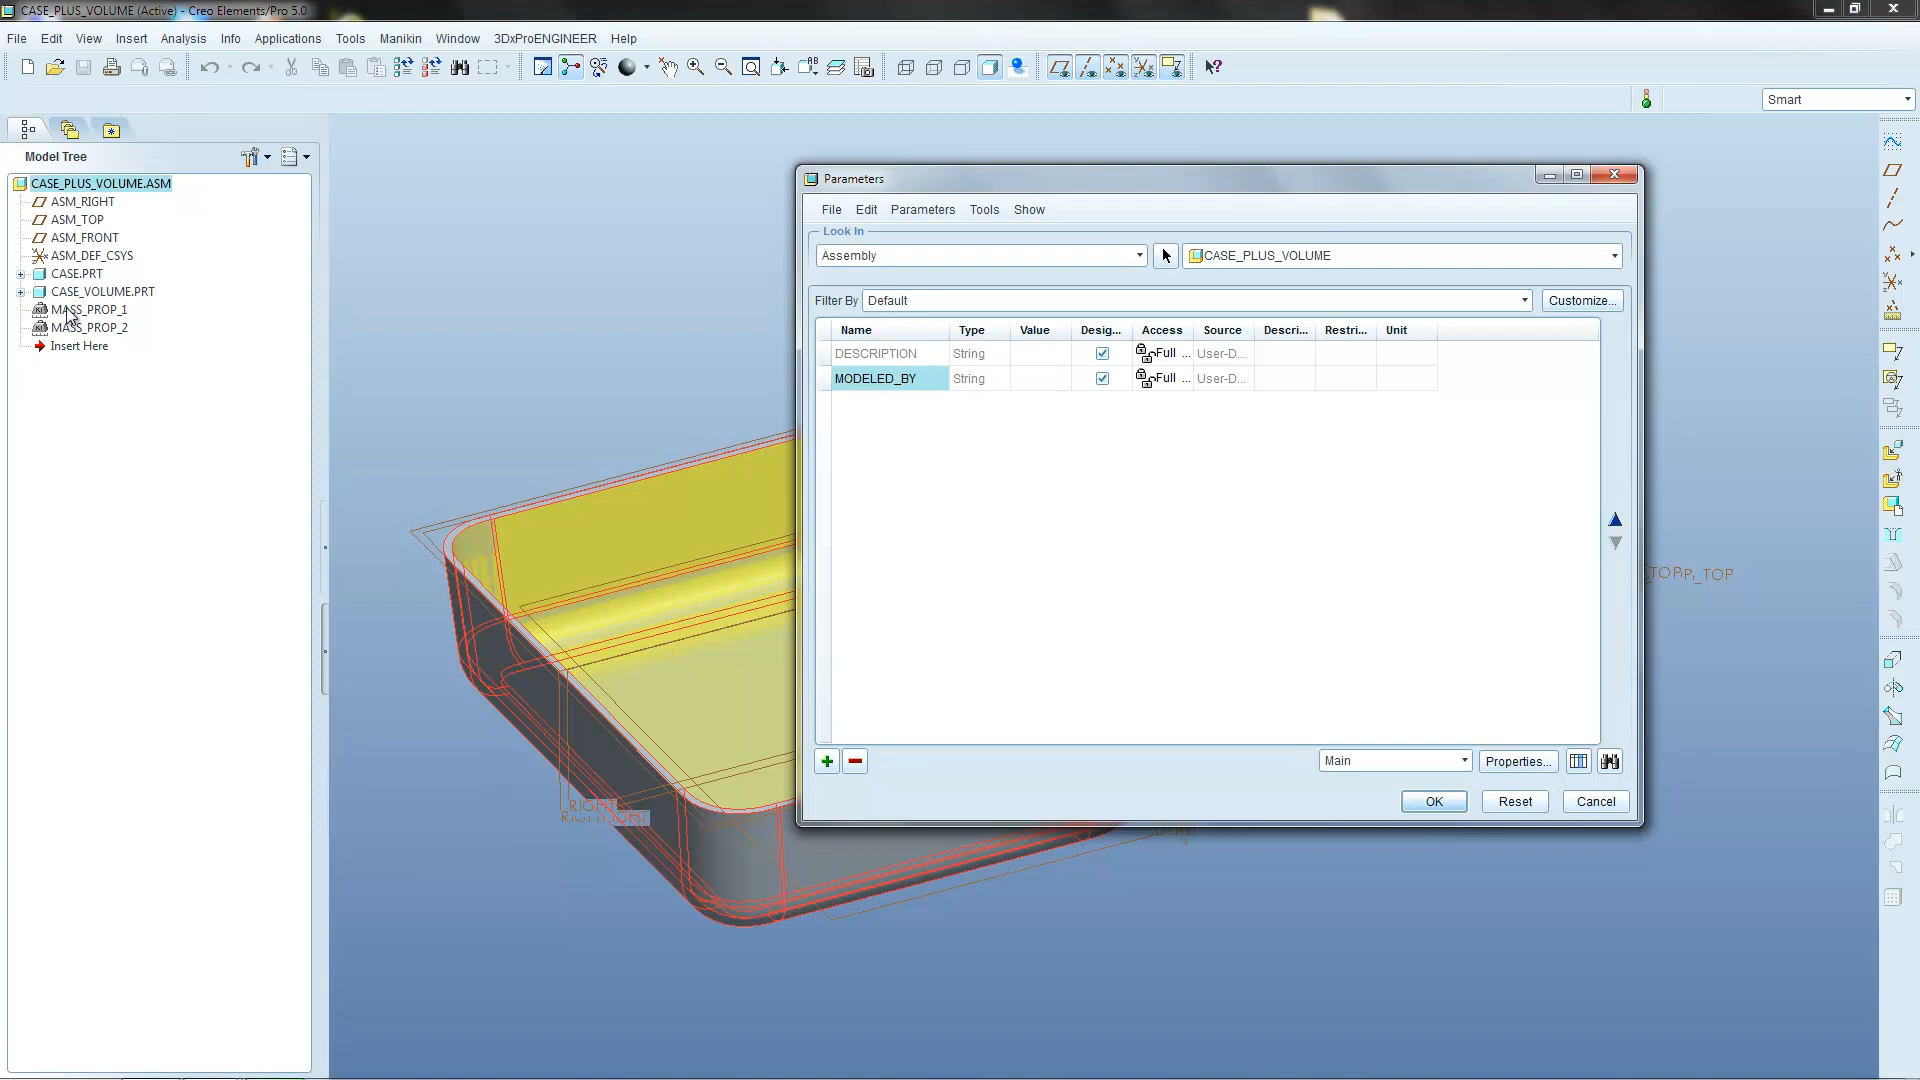 CASE_PLUS_VOLUME (Active) - Creo Elements/Pro 5.0
File Edit View Insert Analysis Info Applications Tools Manikin Window 3DxProENGINEER Help
Smart
Model Tree
CASE_PLUS_VOLUME.ASM
ASM_RIGHT
ASM_TOP
ASM_FRONT
ASM_DEF_CSYS
CASE.PRT
CASE_VOLUME.PRT
MASS_PROP_1
MASS_PROP_2
Insert Here
Parameters
File Edit Parameters Tools Show
Look In
Assembly CASE_PLUS_VOLUME
Filter By Default Customize...
Name Type Value Desig... Access Source Descri... Restri... Unit
DESCRIPTION String Full ... User-D...
MODELED_BY String Full ... User-D...
Main Properties...
OK Reset Cancel